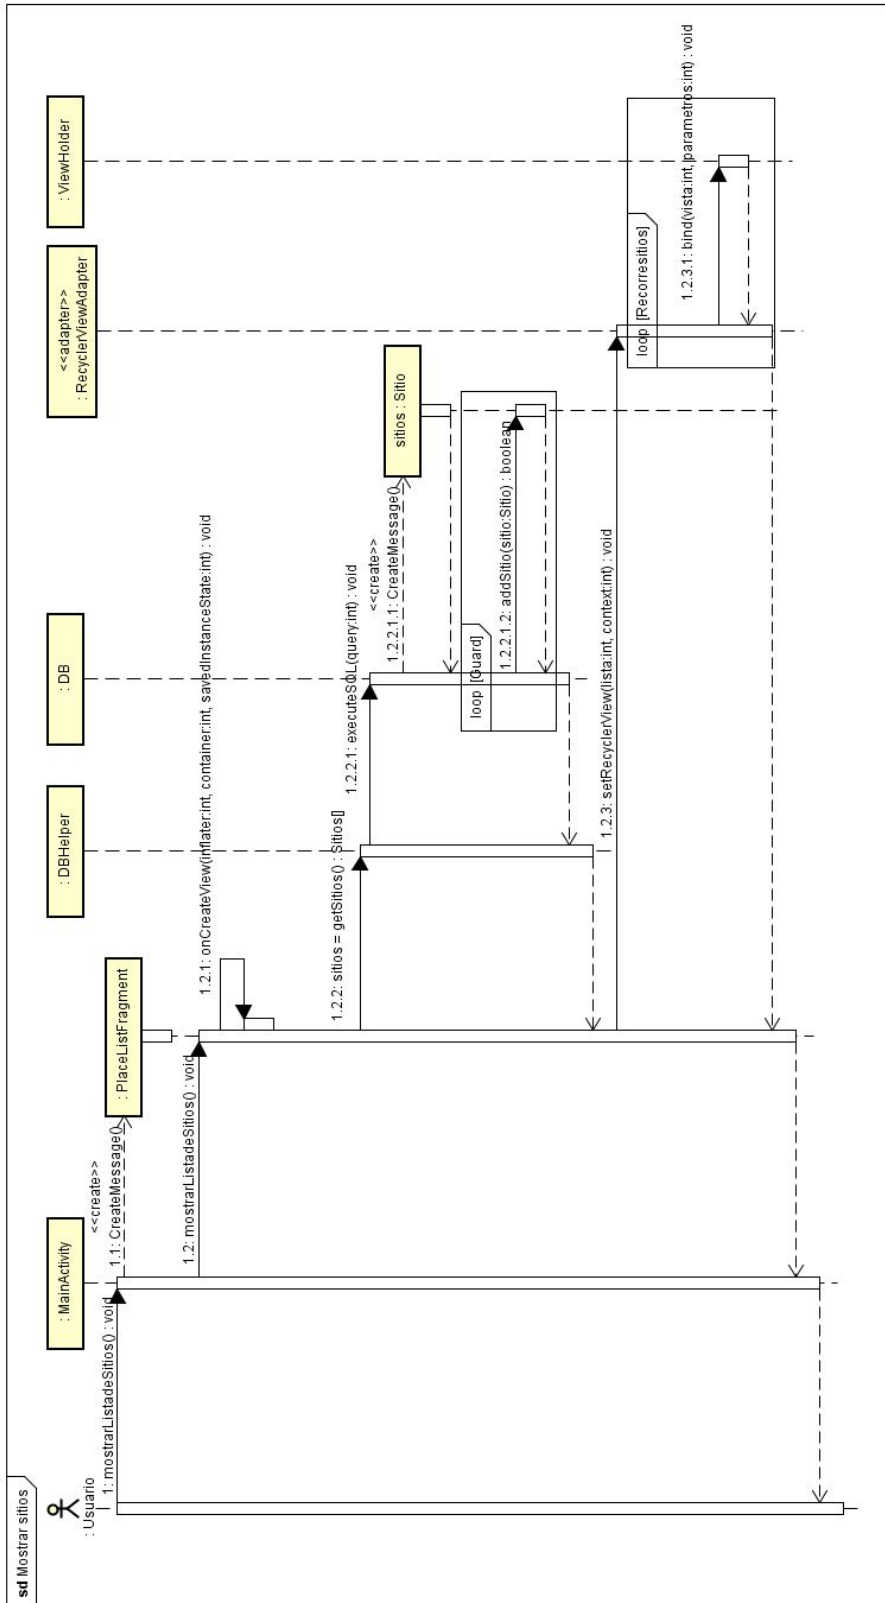 sd Mostrar sitios
: Usuario
: MainActivity
: PlaceListFragment
: DBHelper
: DB
sitios : Sitio
<<adapter>>
: RecyclerViewAdapter
: ViewHolder
1: mostrarListadeSitios() : void
<<create>>
1.1: CreateMessage()
1.2: mostrarListadeSitios() : void
1.2.1: onCreateView(inflater:int, container:int, savedInstanceState:int) : void
1.2.2: sitios = getSitios() : Sitios[]
1.2.2.1: executeSQL(query:int) : void
<<create>>
1.2.2.1.1: CreateMessage()
loop [Guard]
1.2.2.1.2: addSitio(sitio:Sitio) : boolean
1.2.3: setRecyclerView(lista:int, context:int) : void
loop [Recorresitios]
1.2.3.1: bind(vista:int, parametros:int) : void